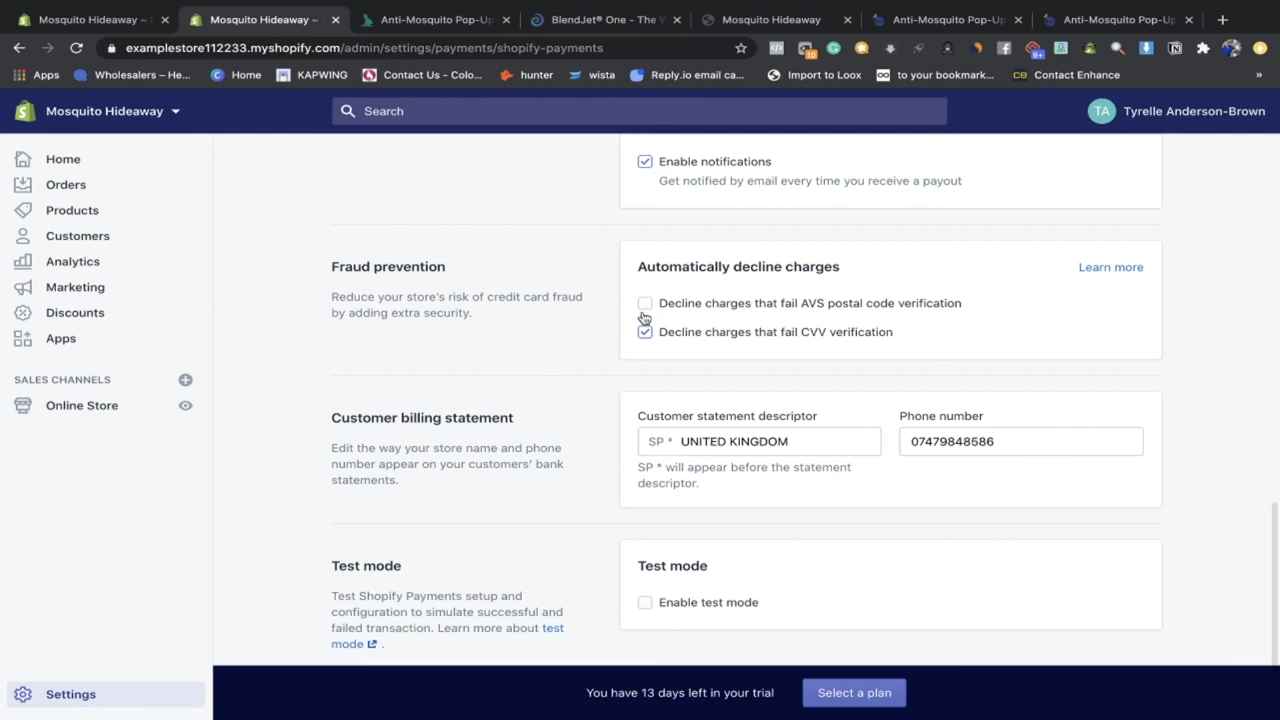 Mosquito Hideaway ~
Mosquito Hideaway ~
Anti-Mosquito Pop-Up
BlendJet® One - The V
Mosquito Hideaway
Anti-Mosquito Pop-Up
Anti-Mosquito Pop-Up
examplestore112233.myshopify.com/admin/settings/payments/shopify-payments
Apps
Wholesalers – He...
Home
KAPWING
Contact Us - Colo...
hunter
wista
Reply.io email ca...
Import to Loox
to your bookmark...
Contact Enhance
Mosquito Hideaway
Search
TA
Tyrelle Anderson-Brown
Home
Orders
Products
Customers
Analytics
Marketing
Discounts
Apps
SALES CHANNELS
Online Store
Settings
Enable notifications
Get notified by email every time you receive a payout
Fraud prevention
Reduce your store's risk of credit card fraud
by adding extra security.
Automatically decline charges
Learn more
Decline charges that fail AVS postal code verification
Decline charges that fail CVV verification
Customer billing statement
Edit the way your store name and phone
number appear on your customers' bank
statements.
Customer statement descriptor
SP * UNITED KINGDOM
SP * will appear before the statement
descriptor.
Phone number
07479848586
Test mode
Test Shopify Payments setup and
configuration to simulate successful and
failed transaction. Learn more about test
mode .
Test mode
Enable test mode
You have 13 days left in your trial
Select a plan